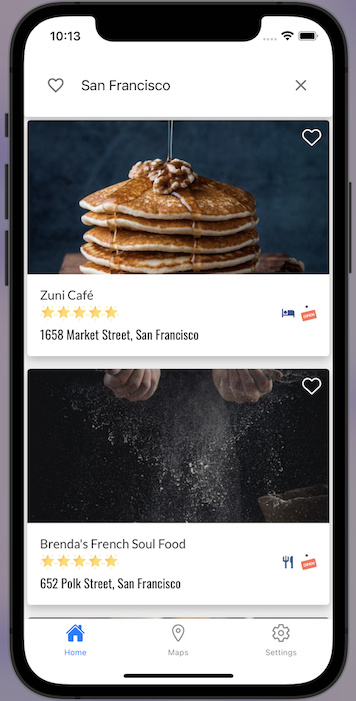 10:13
San Francisco
Zuni Café
OPEN
1658 Market Street, San Francisco
Brenda's French Soul Food
OPEN
652 Polk Street, San Francisco
Home
Maps
Settings